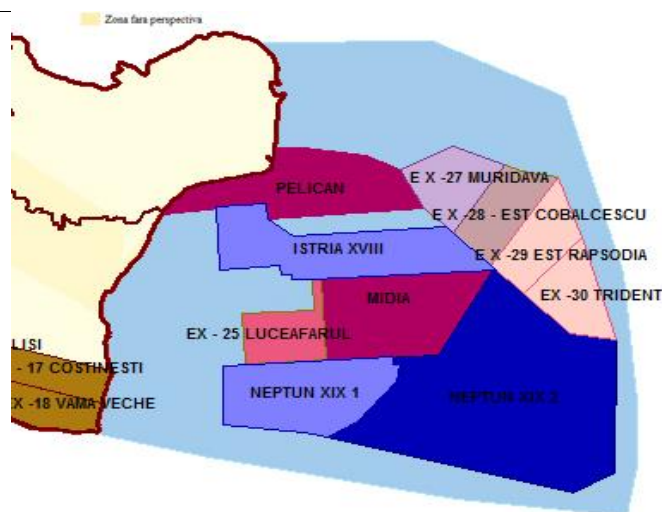 Zona fara perspectiva
E X -27 MURIDAVA
PELICAN
E X -28 - EST COBALCESCU
ISTRIA XVIII
E X -29 EST RAPSODIA
EX -30 TRIDENT
MIDIA
EX - 25 LUCEAFARUL
LISI
- 17 COSTINESTI
NEPTUN XIX 1
NEPTUN XIX 2
X -18 VAMA VECHE